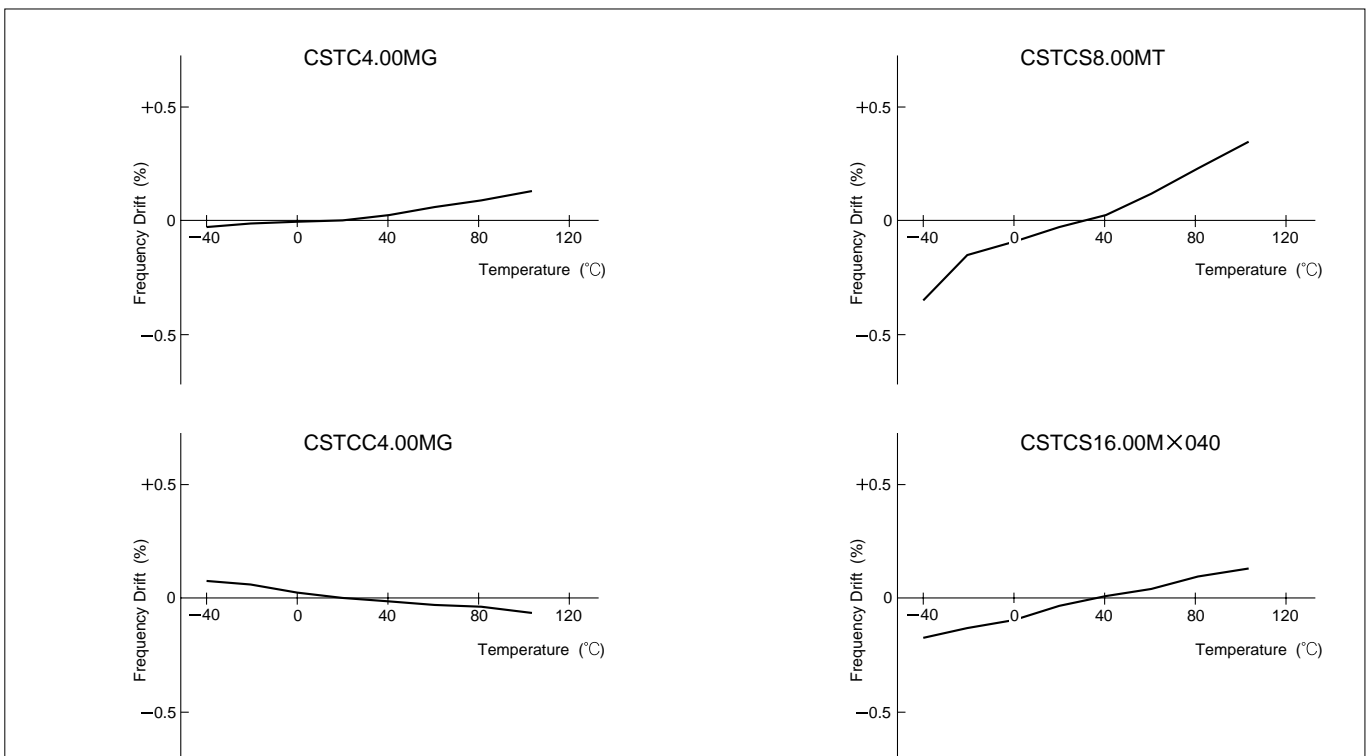 CSTC4.00MG
+0.5
0
−0.5
Frequency Drift (%)
−40
0
40
80
120
Temperature (°C)
CSTCS8.00MT
+0.5
0
−0.5
Frequency Drift (%)
−40
0
40
80
120
Temperature (°C)
CSTCC4.00MG
+0.5
0
−0.5
Frequency Drift (%)
−40
0
40
80
120
Temperature (°C)
CSTCS16.00M×040
+0.5
0
−0.5
Frequency Drift (%)
−40
0
40
80
120
Temperature (°C)